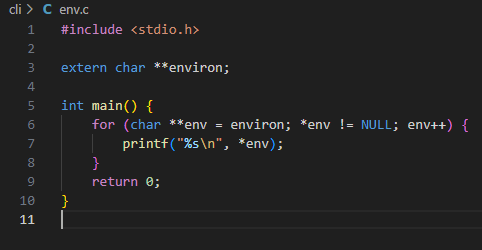 cli > C env.c
1 #include <stdio.h>
2
3 extern char **environ;
4
5 int main() {
6     for (char **env = environ; *env != NULL; env++) {
7         printf("%s\n", *env);
8     }
9     return 0;
10 }
11